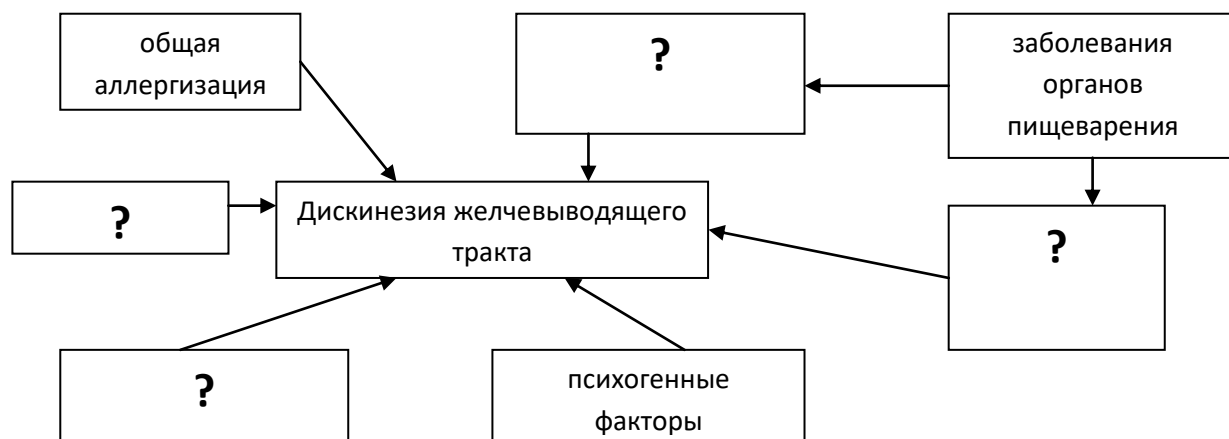 общая
аллергизация
?
заболевания
органов
пищеварения
?
Дискинезия желчевыводящего
тракта
?
?
психогенные
факторы